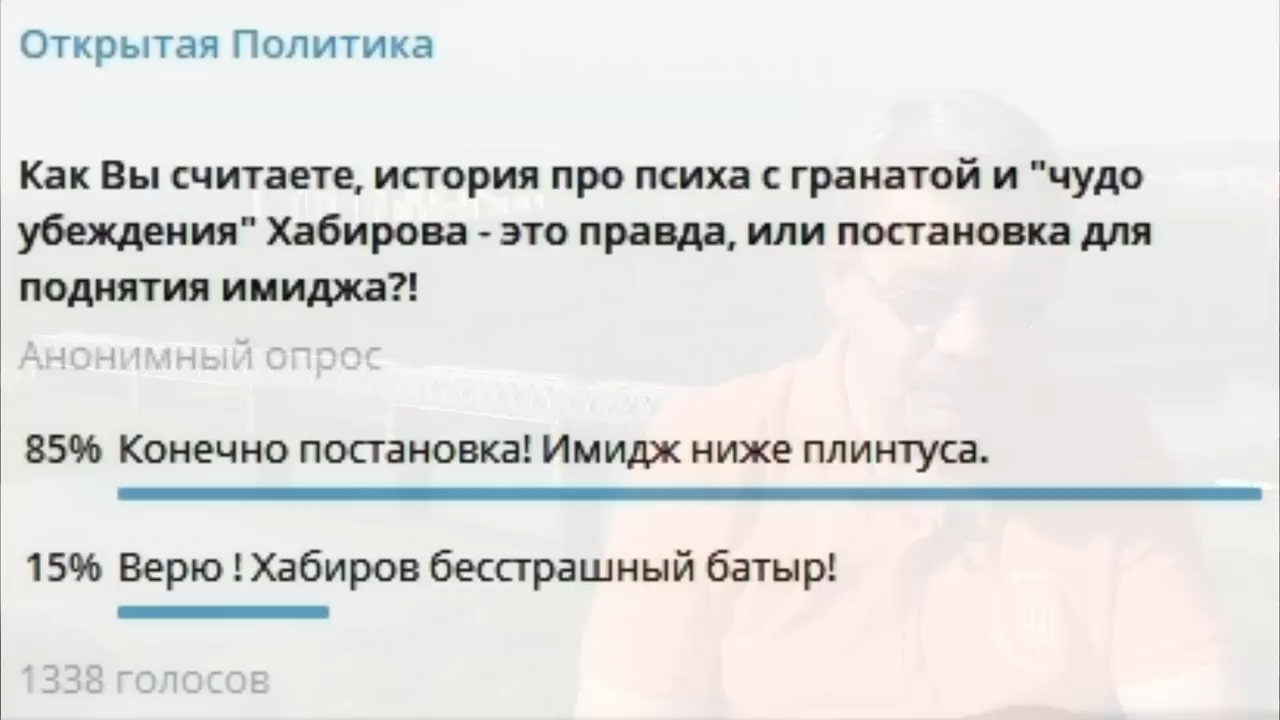 Открытая Политика
Как Вы считаете, история про психа с гранатой и "чудо
убеждения" Хабирова - это правда, или постановка для
поднятия имиджа?!
Анонимный опрос
85% Конечно постановка! Имидж ниже плинтуса.
15% Верю ! Хабиров бесстрашный батыр!
1338 голосов